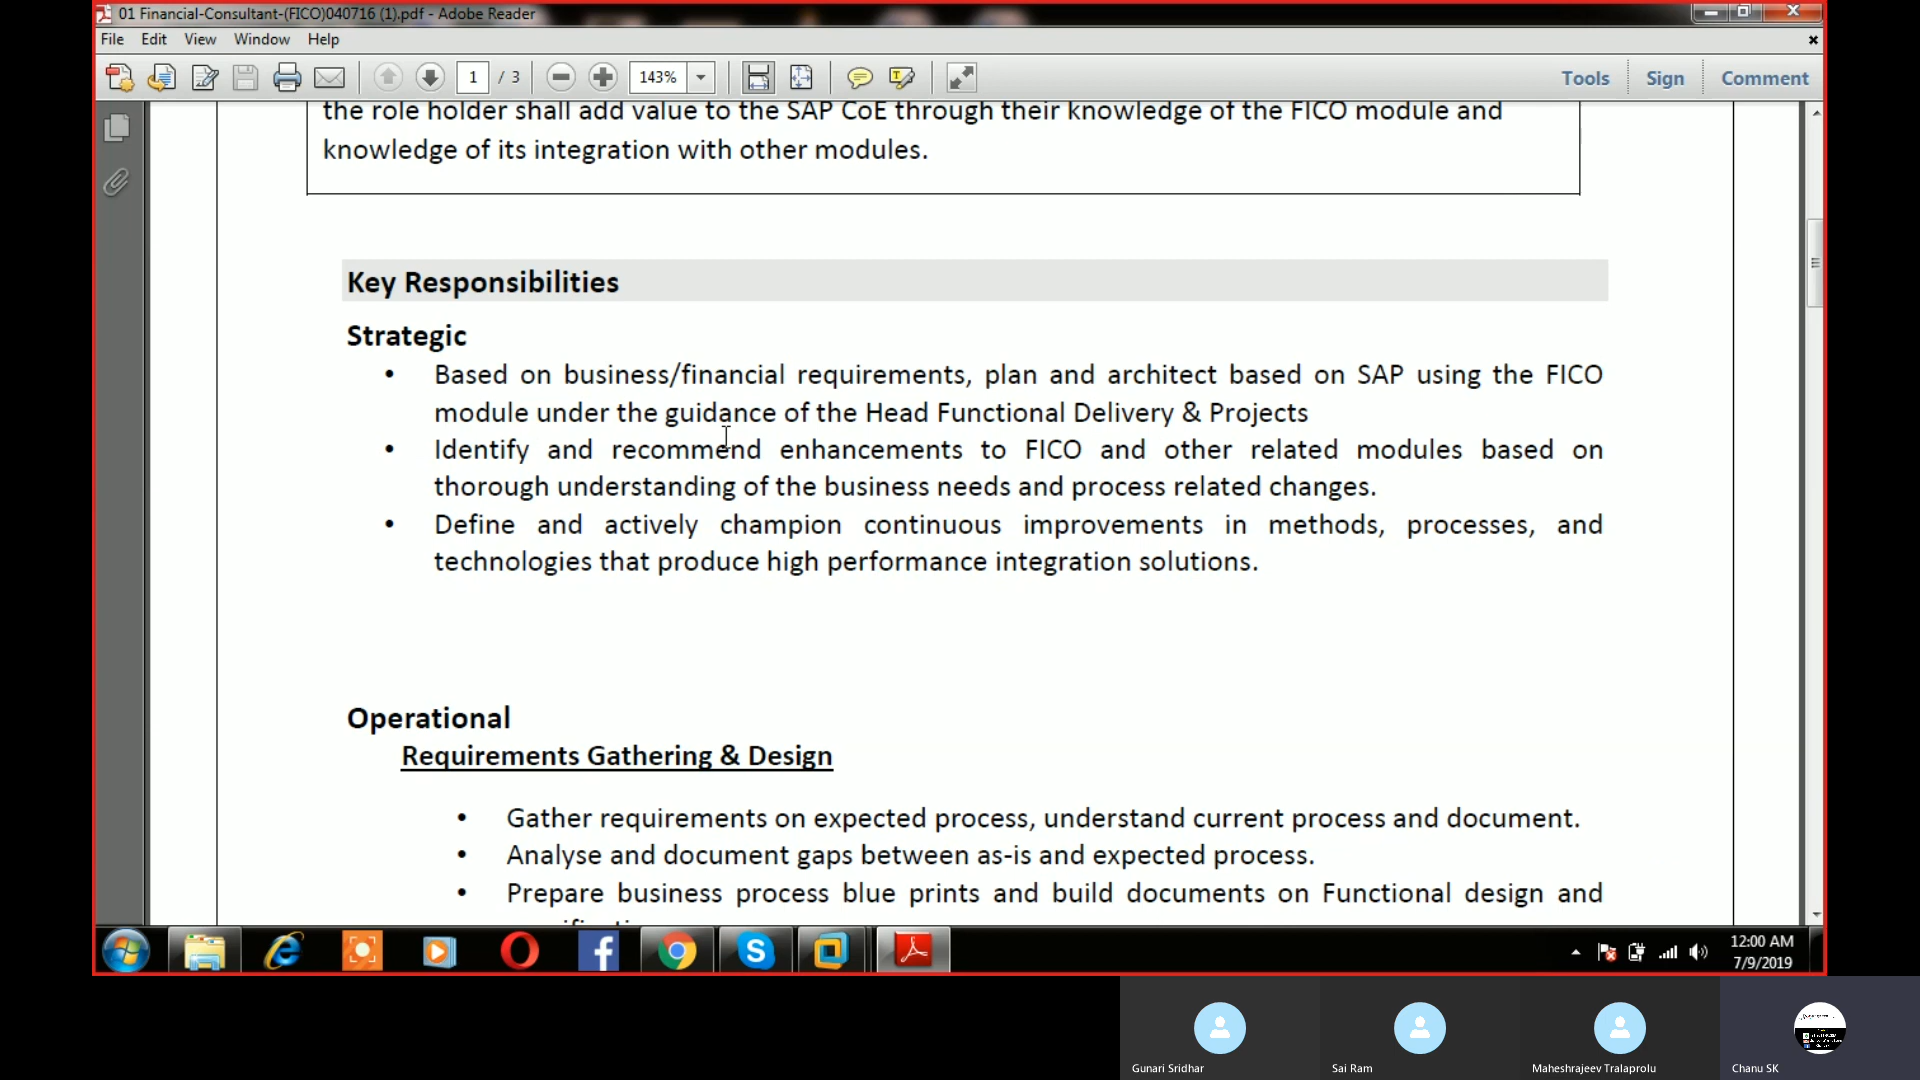 01 Financial-Consultant-(FICO)040716 (1).pdf - Adobe Reader
File Edit View Window Help
1 / 3 143% Tools Sign Comment
the role holder shall add value to the SAP CoE through their knowledge of the FICO module and
knowledge of its integration with other modules.
Key Responsibilities
Strategic
• Based on business/financial requirements, plan and architect based on SAP using the FICO
module under the guidance of the Head Functional Delivery & Projects
• Identify and recommend enhancements to FICO and other related modules based on
thorough understanding of the business needs and process related changes.
• Define and actively champion continuous improvements in methods, processes, and
technologies that produce high performance integration solutions.
Operational
Requirements Gathering & Design
• Gather requirements on expected process, understand current process and document.
• Analyse and document gaps between as-is and expected process.
• Prepare business process blue prints and build documents on Functional design and
12:00 AM
7/9/2019
Gunari Sridhar Sai Ram Maheshrajeev Tralaprolu Chanu SK